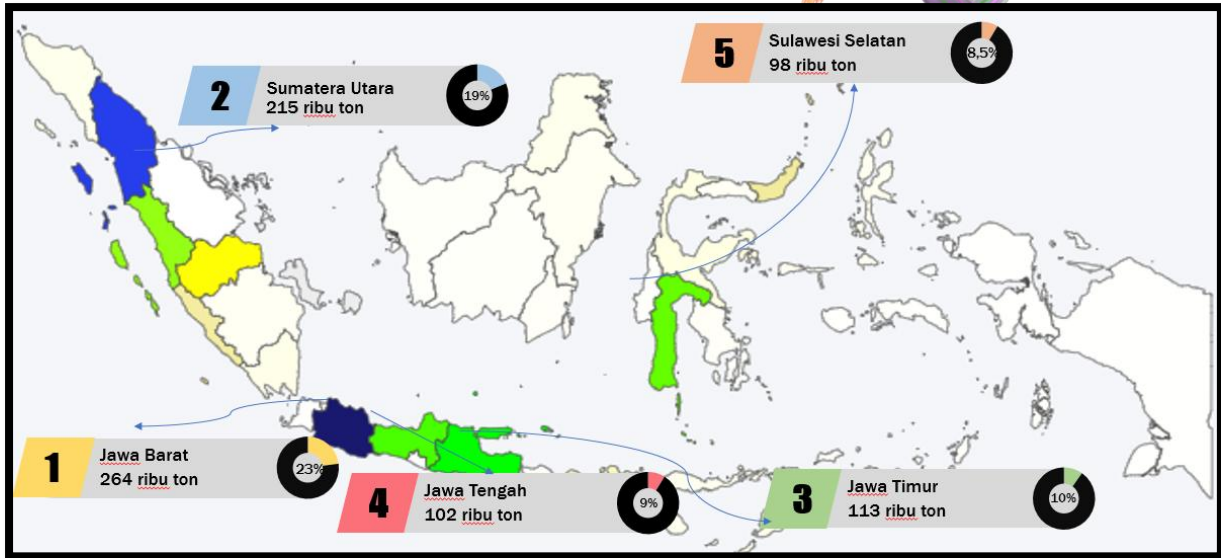 5
Sulawesi Selatan
98 ribu ton
8,5%
2
Sumatera Utara
215 ribu ton
19%
1
Jawa Barat
264 ribu ton
23%
4
Jawa Tengah
102 ribu ton
9%
3
Jawa Timur
113 ribu ton
10%